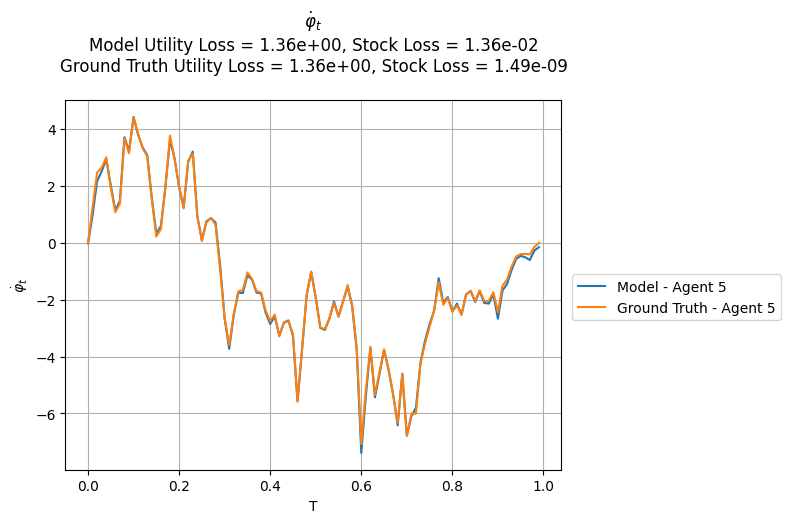 φ̇ₜ
Model Utility Loss = 1.36e+00, Stock Loss = 1.36e-02
Ground Truth Utility Loss = 1.36e+00, Stock Loss = 1.49e-09
4
2
0
−2
−4
−6
φ̇ₜ
0.0 0.2 0.4 0.6 0.8 1.0
T
Model - Agent 5
Ground Truth - Agent 5